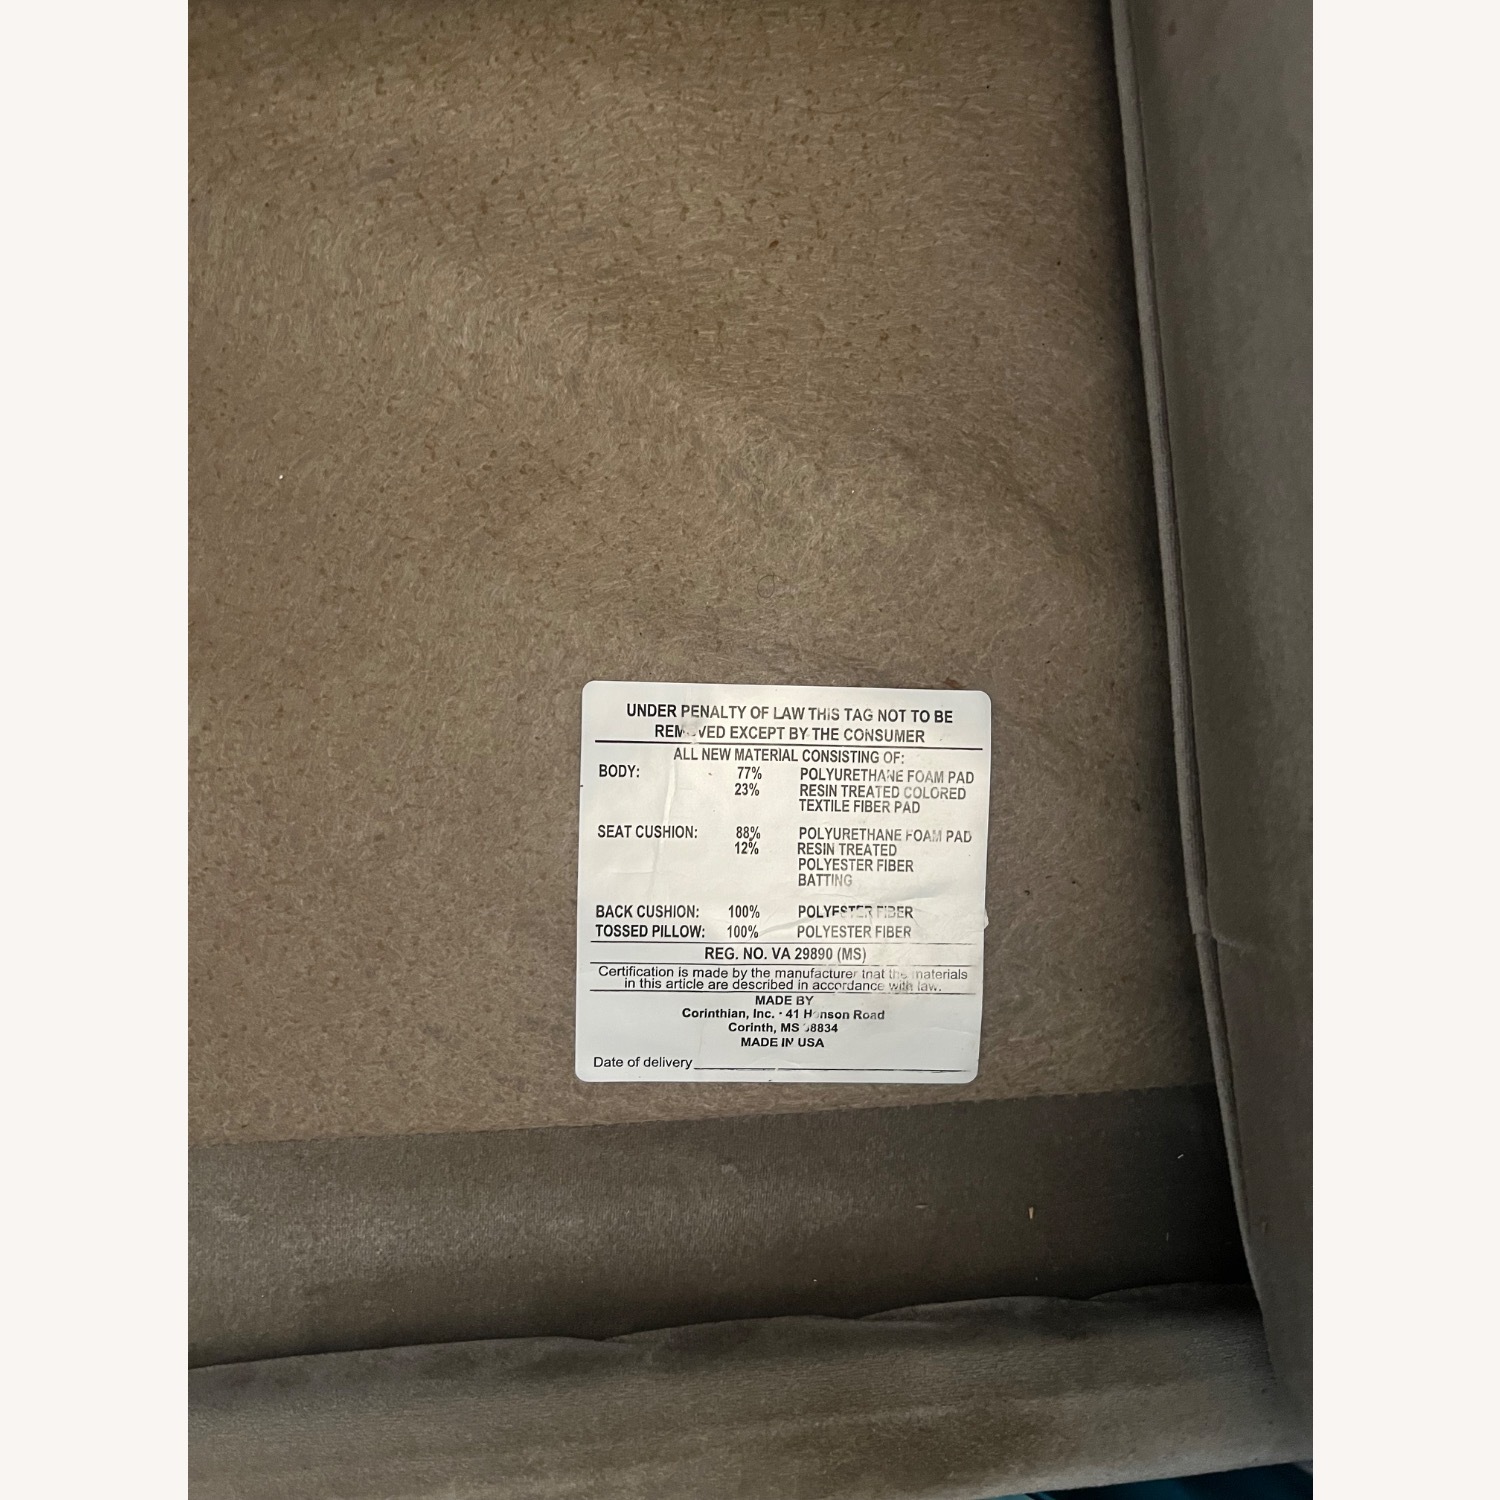 UNDER PENALTY OF LAW THIS TAG NOT TO BE
REMOVED EXCEPT BY THE CONSUMER
ALL NEW MATERIAL CONSISTING OF:
BODY: 77% POLYURETHANE FOAM PAD
23% RESIN TREATED COLORED
TEXTILE FIBER PAD
SEAT CUSHION: 88% POLYURETHANE FOAM PAD
12% RESIN TREATED
POLYESTER FIBER
BATTING
BACK CUSHION: 100% POLYESTER FIBER
TOSSED PILLOW: 100% POLYESTER FIBER
REG. NO. VA 29890 (MS)
Certification is made by the manufacturer that the materials
in this article are described in accordance with law.
MADE BY
Corinthian, Inc. · 41 Road
Corinth, MS
MADE IN USA
Date of delivery